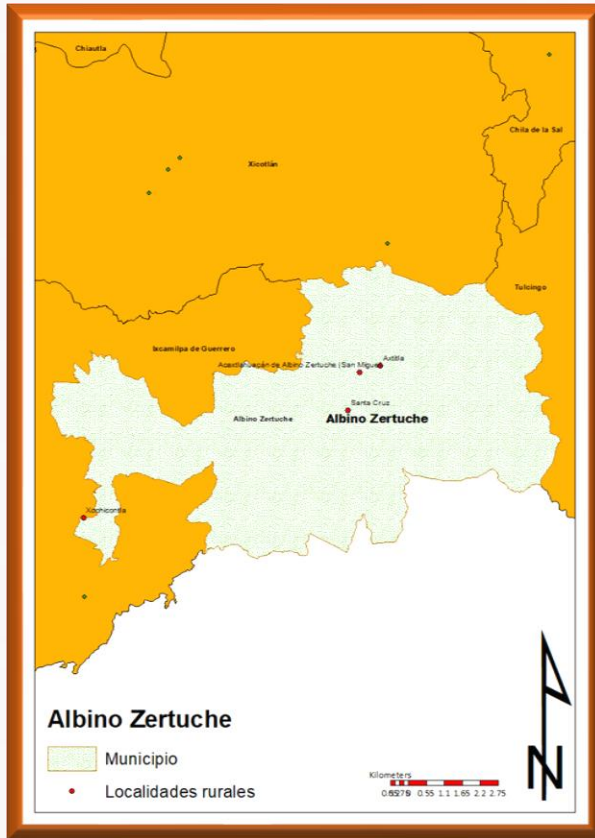 Chiautla
Chila de la Sal
Xicotlán
Tulcingo
Ixcamilpa de Guerrero
Axtitla
Acaxtlahuacán de Albino Zertuche (San Miguel)
Santa Cruz
Albino Zertuche
Albino Zertuche
Xochicontla
Albino Zertuche
Municipio
Localidades rurales
Kilometers
0 0.55 1.1 1.65 2.2 2.75
N